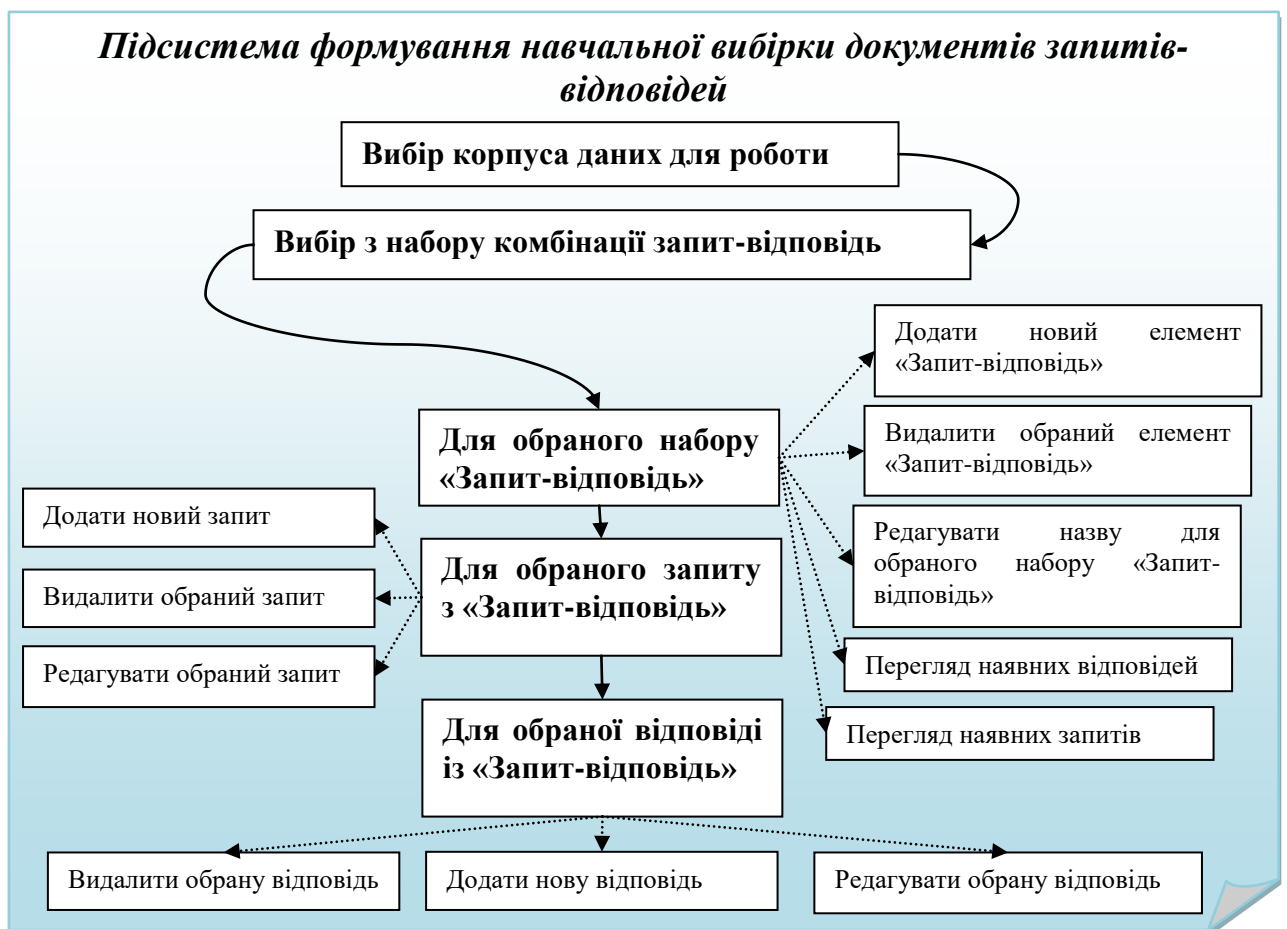 Підсистема формування навчальної вибірки документів запитів-
відповідей
Вибір корпуса даних для роботи
Вибір з набору комбінації запит-відповідь
Додати новий елемент
«Запит-відповідь»
Для обраного набору
«Запит-відповідь»
Видалити обраний елемент
«Запит-відповідь»
Додати новий запит
Редагувати назву для
обраного набору «Запит-
відповідь»
Для обраного запиту
з «Запит-відповідь»
Видалити обраний запит
Редагувати обраний запит
Перегляд наявних відповідей
Для обраної відповіді
із «Запит-відповідь»
Перегляд наявних запитів
Видалити обрану відповідь
Додати нову відповідь
Редагувати обрану відповідь